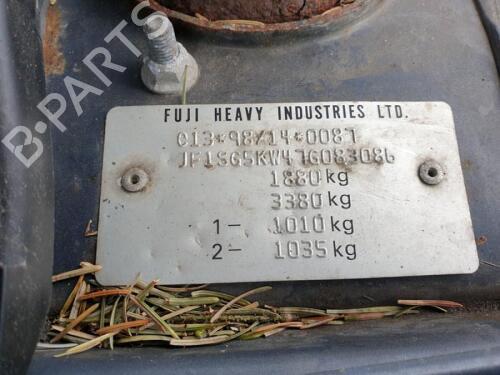 B-PARTS
FUJI HEAVY INDUSTRIES LTD.
e13*98/14*0087
JF1SG5KW47G083086
1880 kg
3380 kg
1- 1010 kg
2- 1035 kg